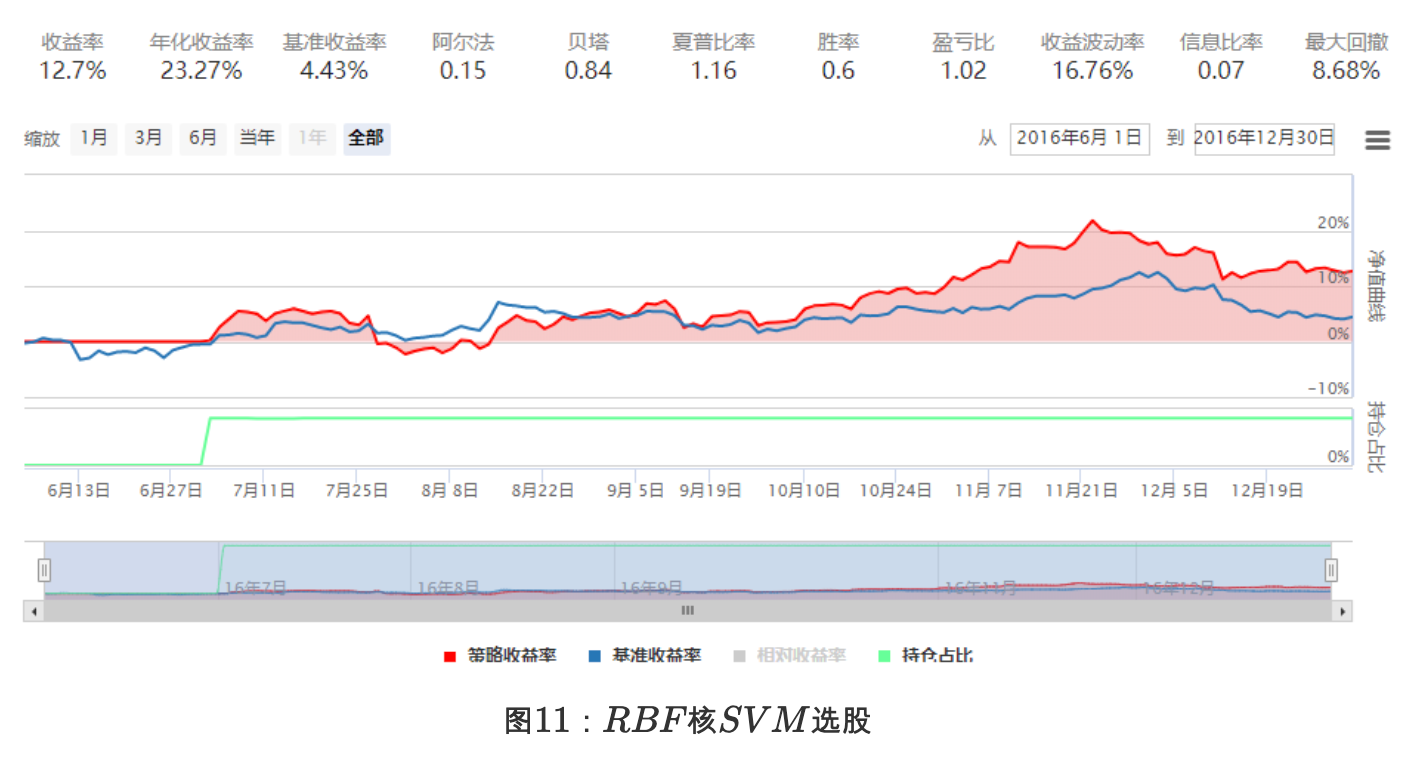 收益率 年化收益率 基准收益率 阿尔法 贝塔 夏普比率 胜率 盈亏比 收益波动率 信息比率 最大回撤
12.7% 23.27% 4.43% 0.15 0.84 1.16 0.6 1.02 16.76% 0.07 8.68%
缩放 1月 3月 6月 当年 1年 全部 从 2016年6月 1日 到 2016年12月30日
20%
10%
0%
-10%
净值曲线
0%
持仓占比
6月13日 6月27日 7月11日 7月25日 8月 8日 8月22日 9月 5日 9月19日 10月10日 10月24日 11月 7日 11月21日 12月 5日 12月19日
16年7月 16年8月 16年9月 16年11月 16年12月
策略收益率 基准收益率 相对收益率 持仓占比
图11：RBF核SVM选股